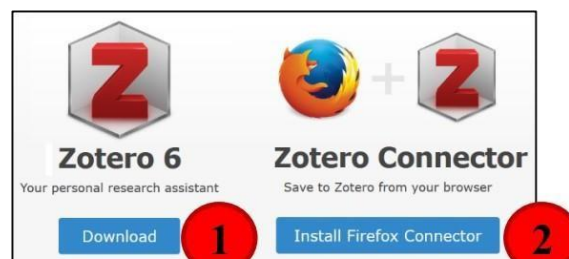 Z
Zotero 6
Your personal research assistant
Download
1
+
Z
Zotero Connector
Save to Zotero from your browser
Install Firefox Connector
2